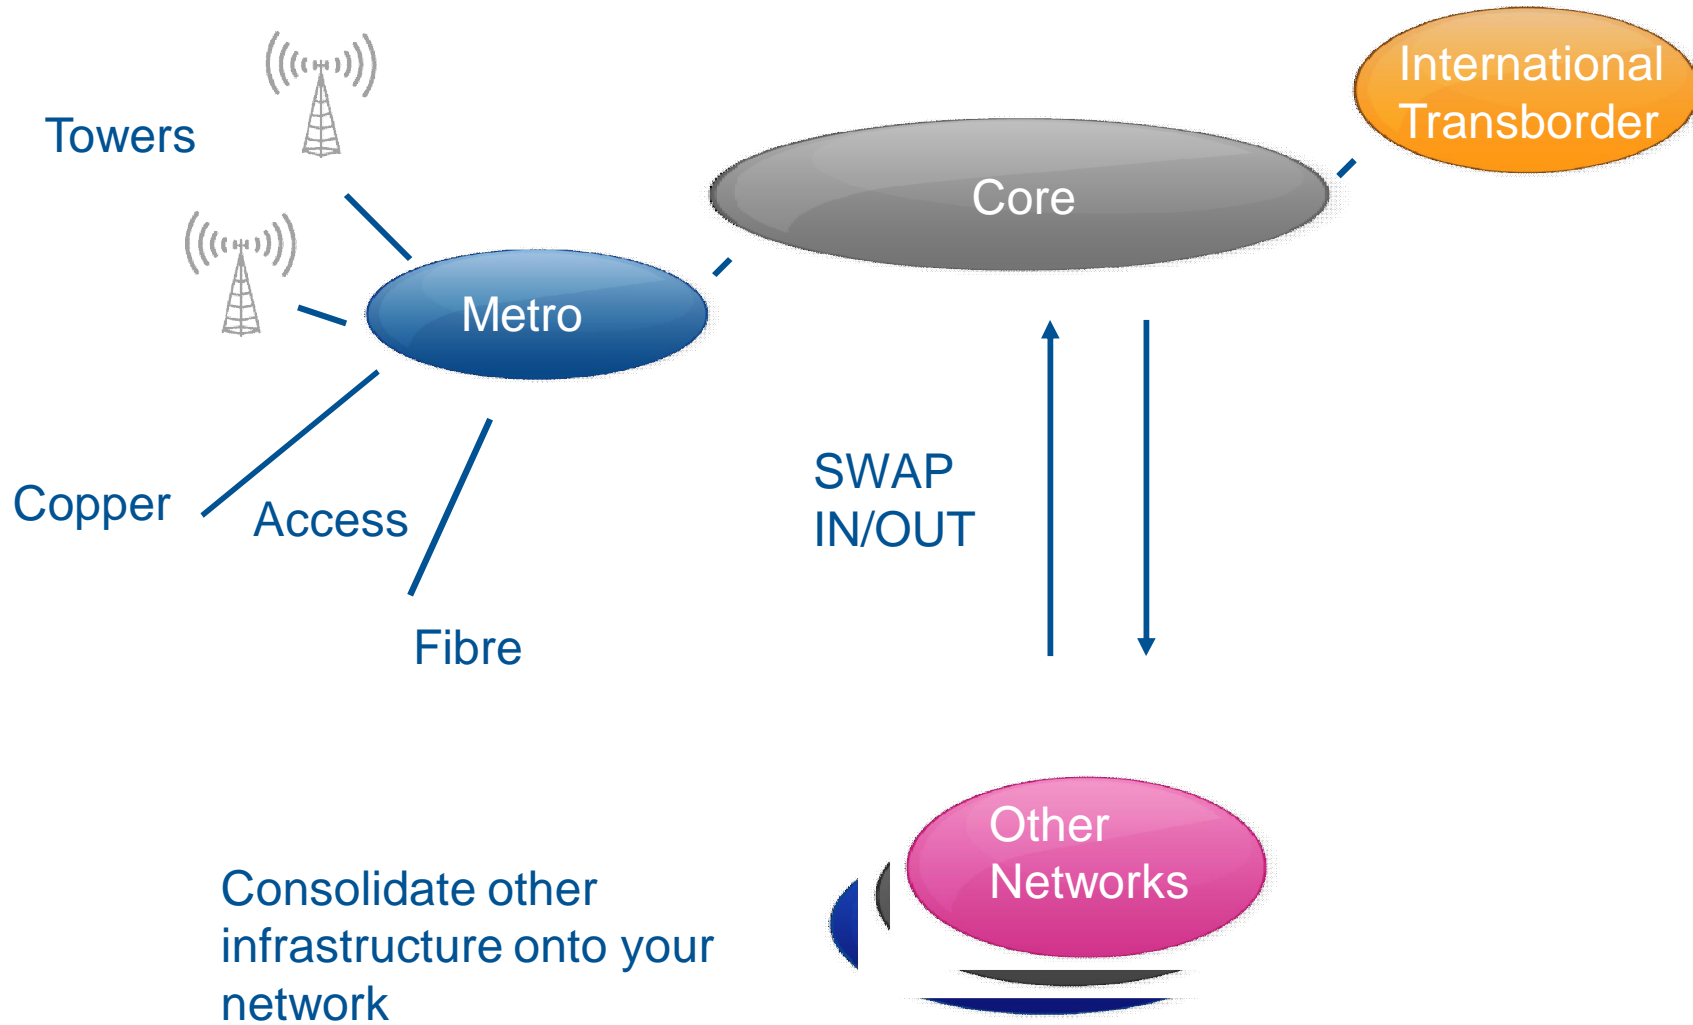 International
Transborder
Towers
Core
Metro
SWAP
IN/OUT
Copper
Access
Fibre
Other
Networks
Consolidate other
infrastructure onto your
network